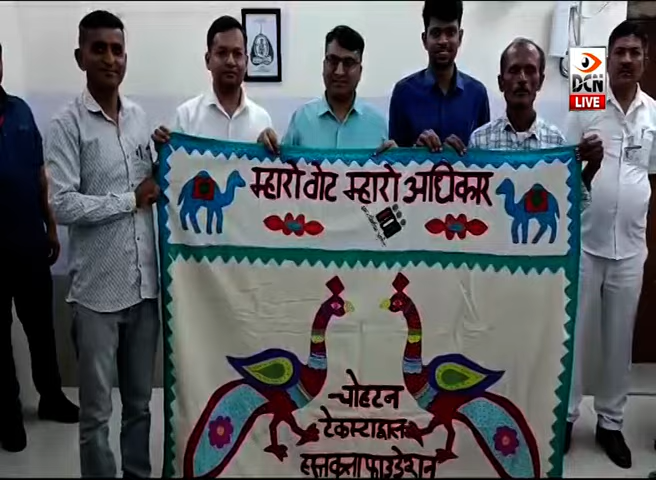 DCN
LIVE
म्हारो वोट म्हारो अधिकार
चोहटन
टेक्सटाइल
हस्तकला फाउंडेशन